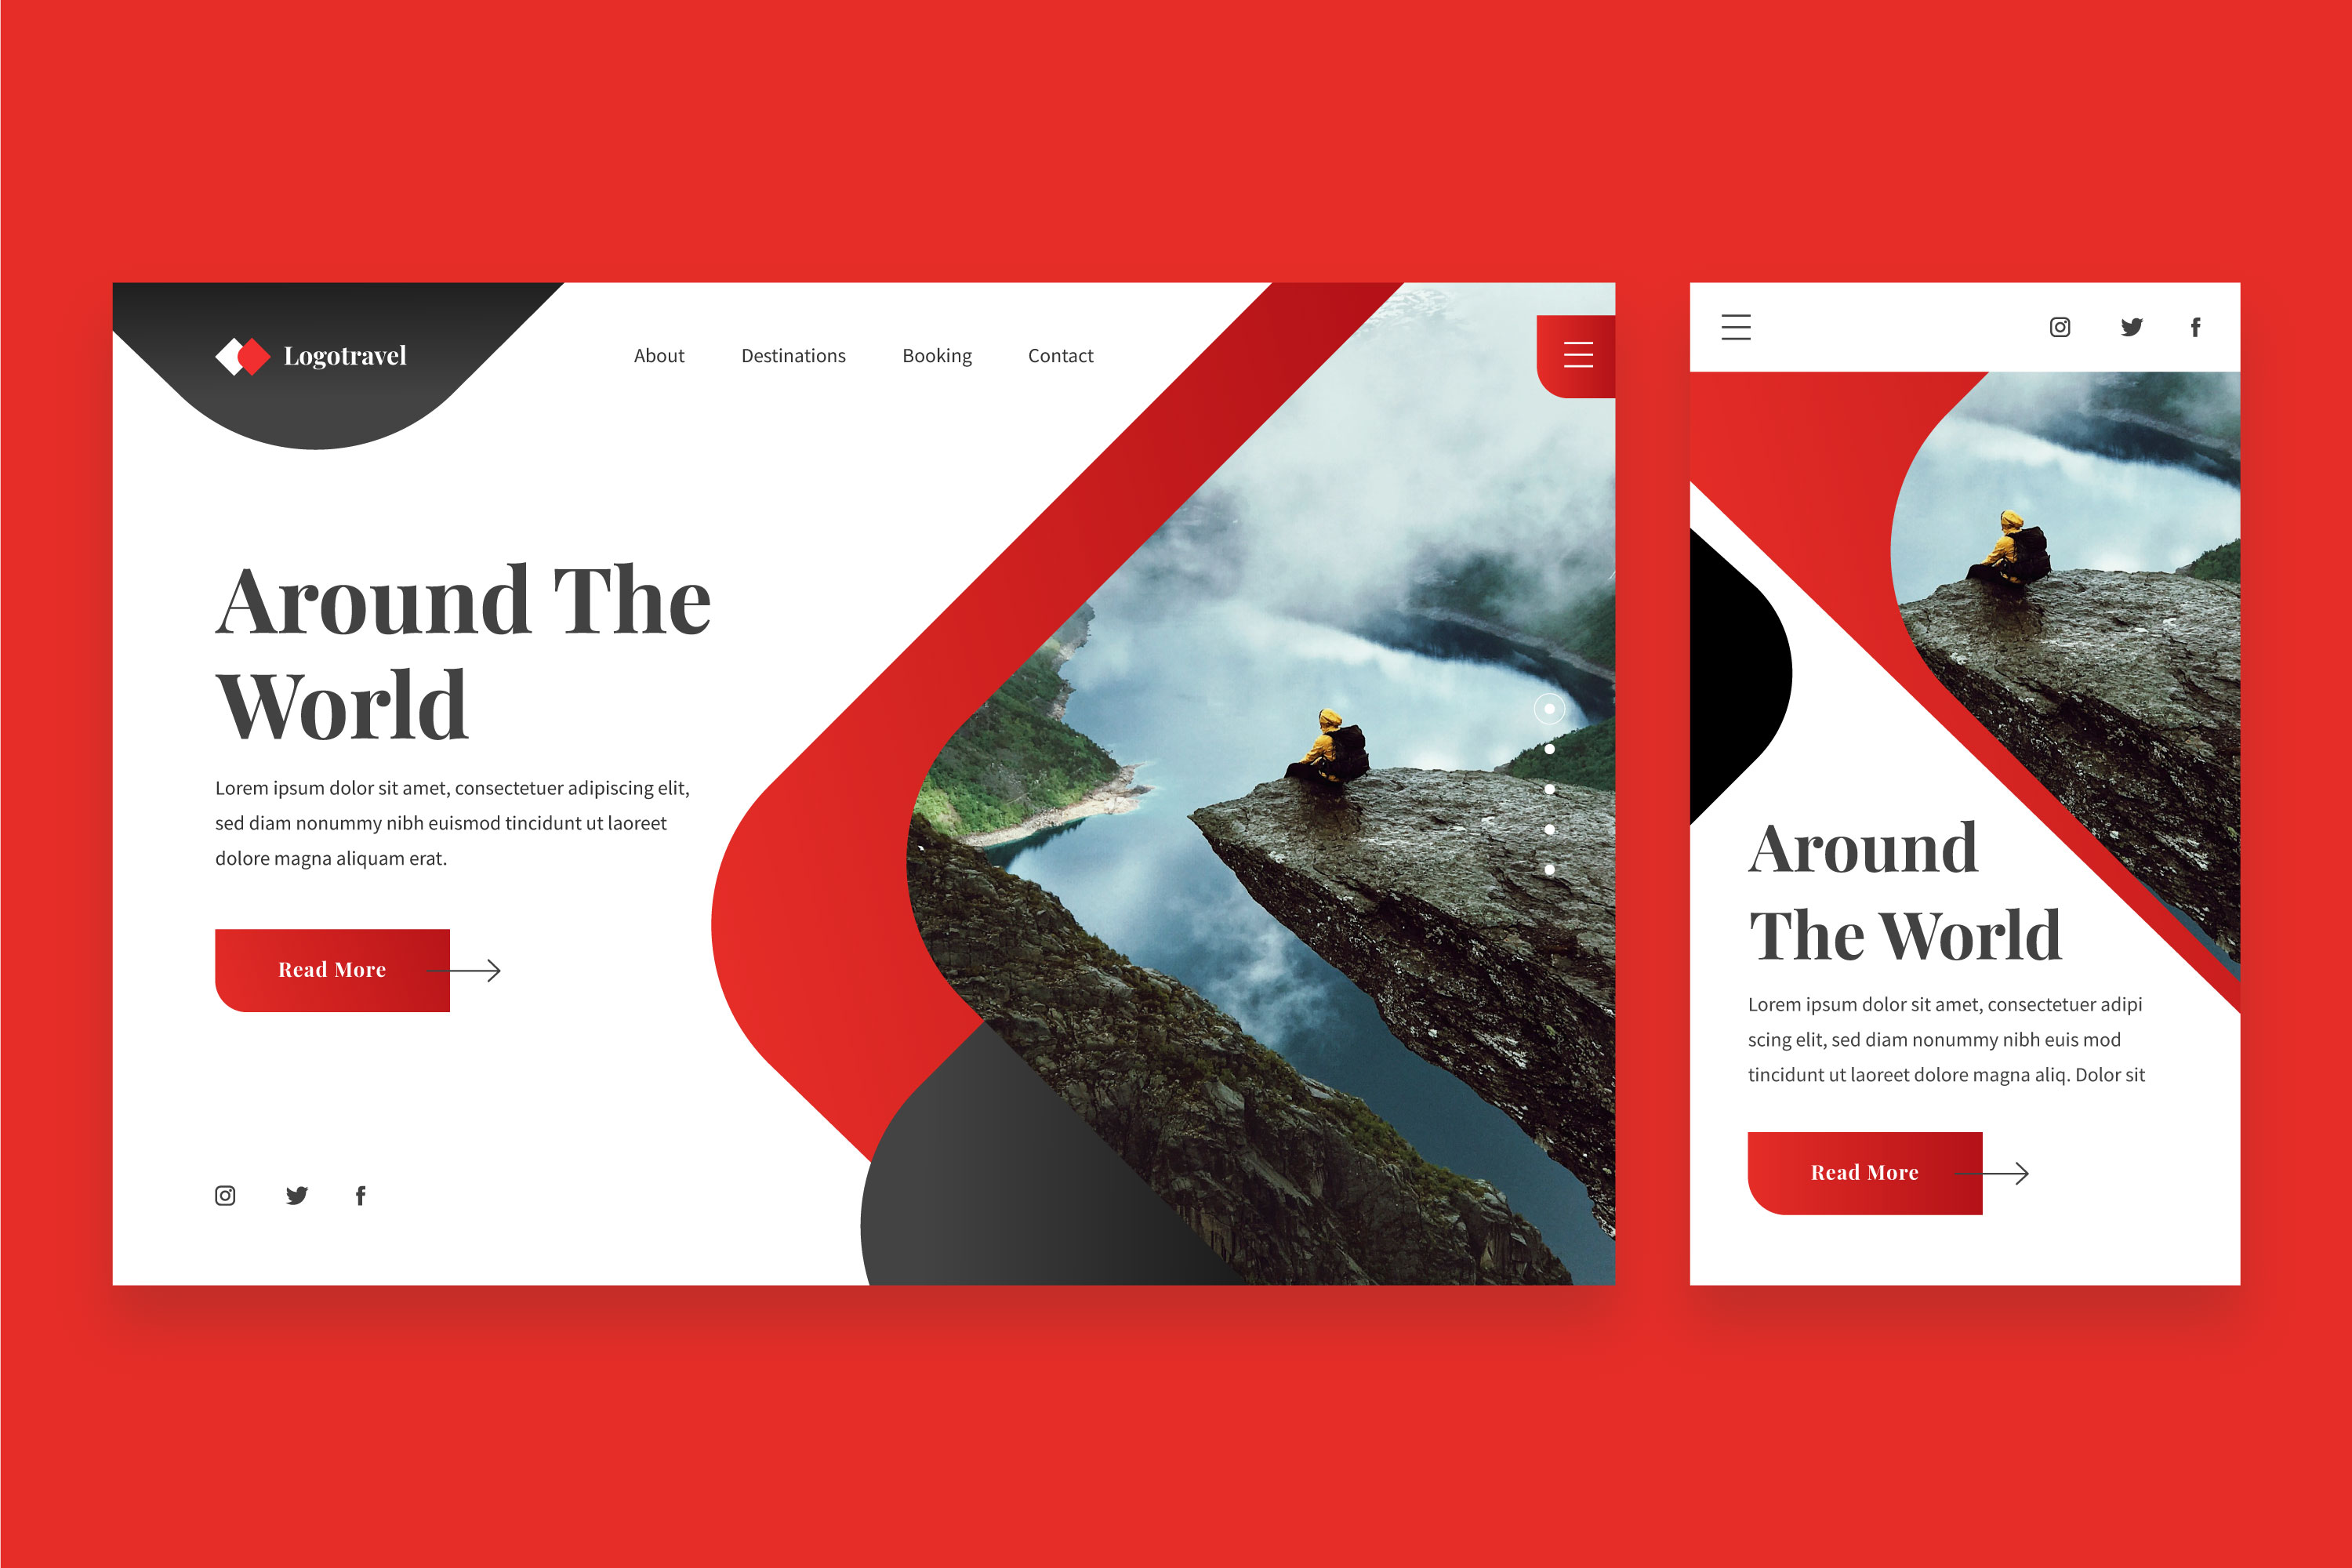 Logotravel
About Destinations Booking Contact
Around The
World
Lorem ipsum dolor sit amet, consectetuer adipiscing elit,
sed diam nonummy nibh euismod tincidunt ut laoreet
dolore magna aliquam erat.
Read More
Around
The World
Lorem ipsum dolor sit amet, consectetuer adipi
scing elit, sed diam nonummy nibh euis mod
tincidunt ut laoreet dolore magna aliq. Dolor sit
Read More